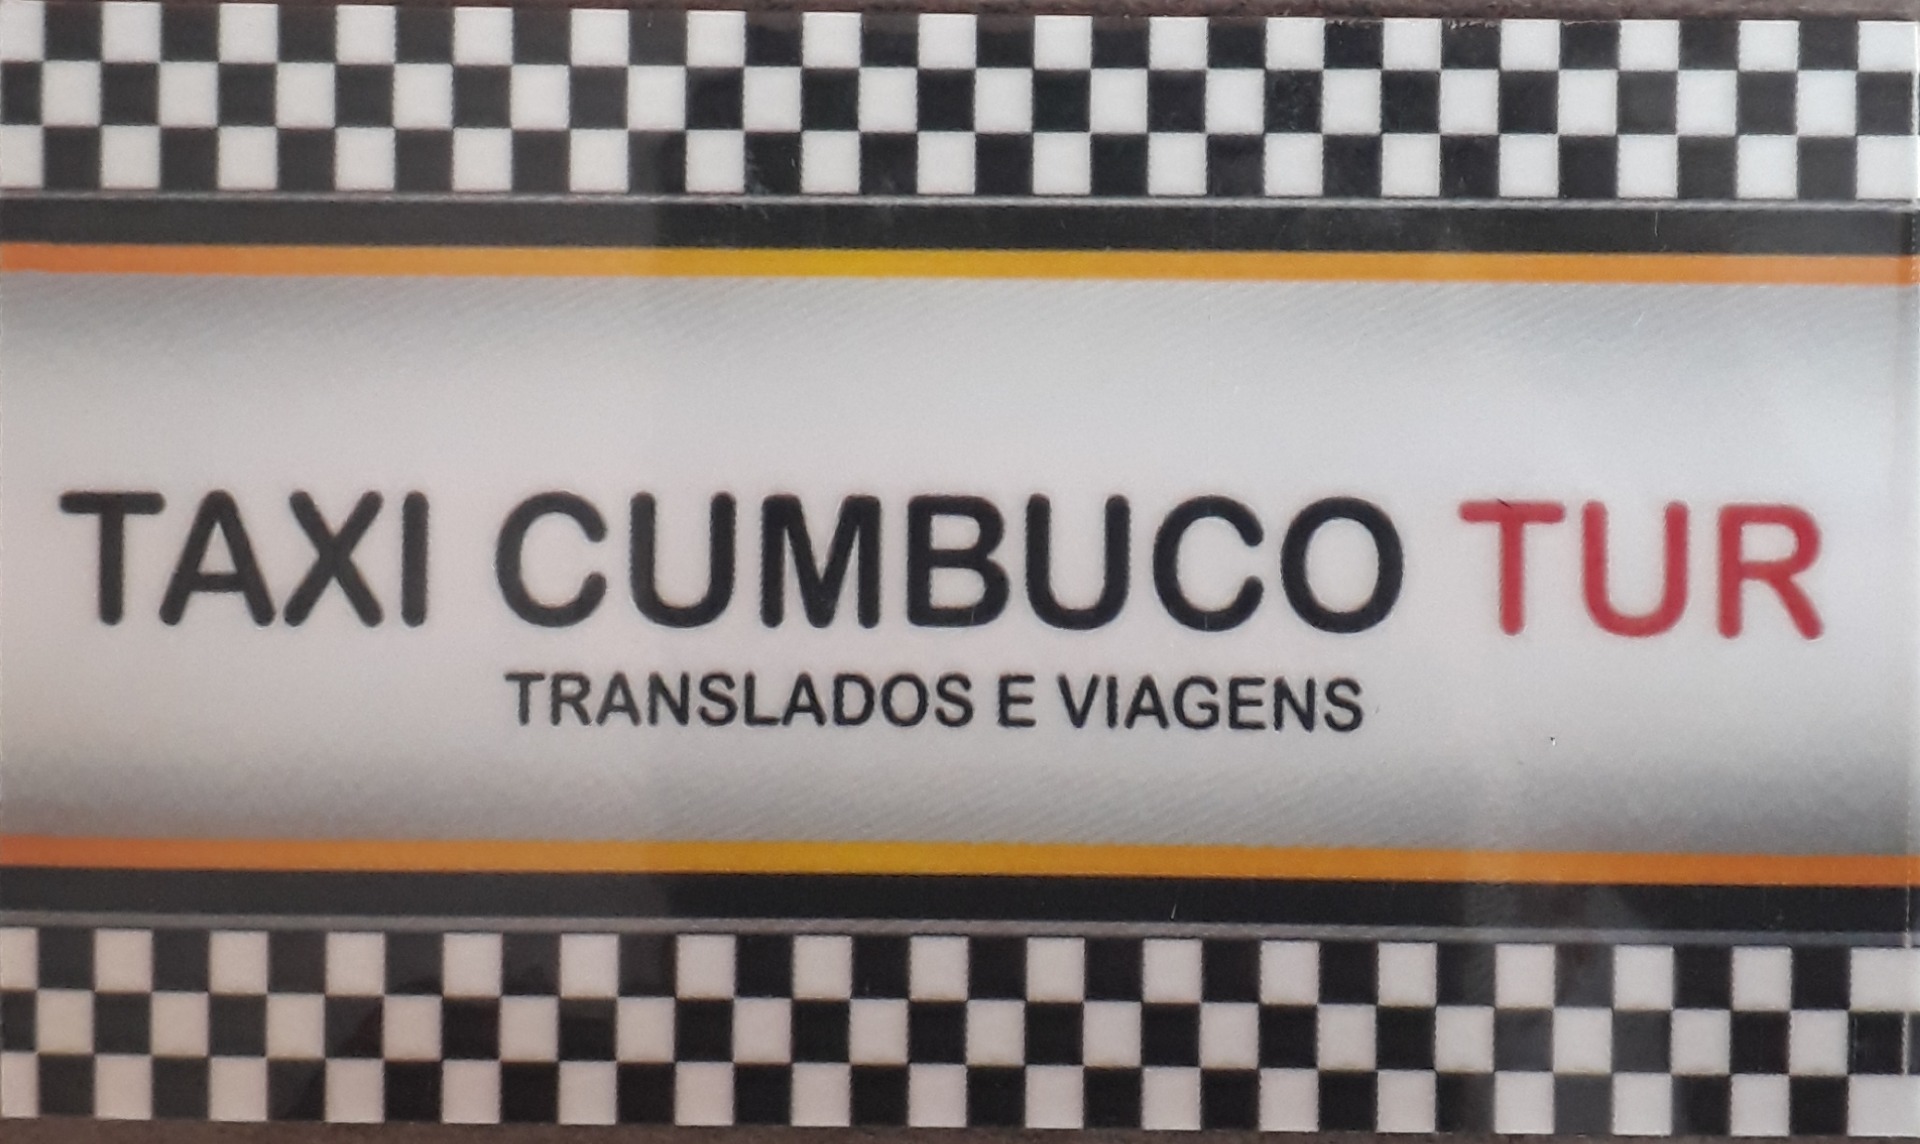 TAXI CUMBUCO TUR
TRANSLADOS E VIAGENS